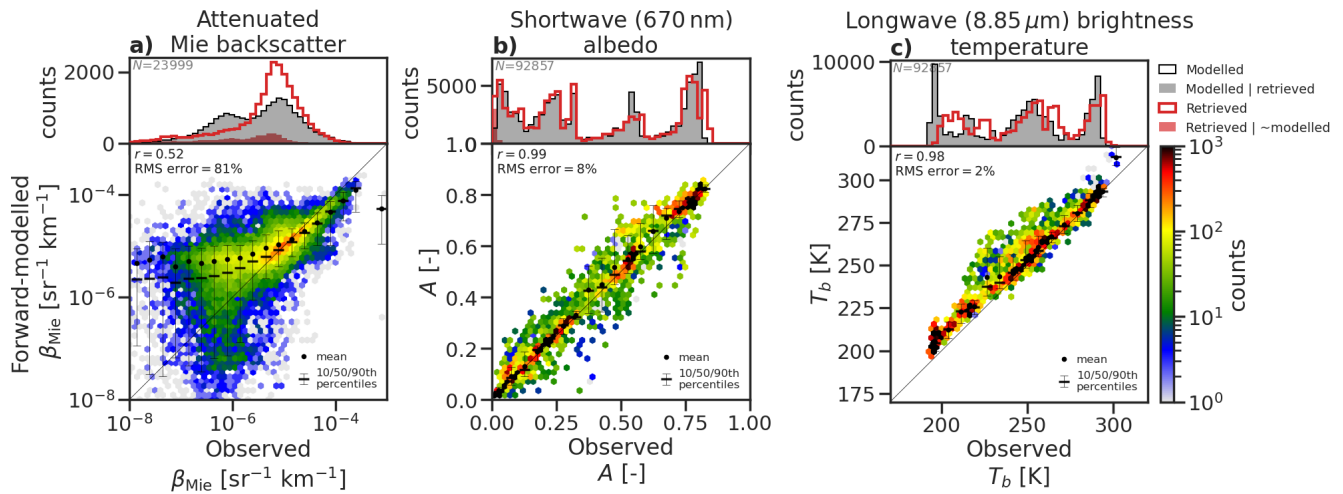 Attenuated
Mie backscatter
a)
N=23999
counts
2000
0
r = 0.52
RMS error = 81%
Forward-modelled
β_Mie [sr⁻¹ km⁻¹]
10⁻⁴
10⁻⁶
10⁻⁸
mean
10/50/90th
percentiles
10⁻⁸ 10⁻⁶ 10⁻⁴
Observed
β_Mie [sr⁻¹ km⁻¹]
Shortwave (670 nm)
albedo
b)
N=92857
counts
5000
1.0
r = 0.99
RMS error = 8%
A [-]
0.8
0.6
0.4
0.2
0.0
mean
10/50/90th
percentiles
0.00 0.25 0.50 0.75 1.00
Observed
A [-]
Longwave (8.85 μm) brightness
temperature
c)
N=92857
counts
10000
0
r = 0.98
RMS error = 2%
T_b [K]
300
275
250
225
200
175
mean
10/50/90th
percentiles
200 250 300
Observed
T_b [K]
Modelled
Modelled | retrieved
Retrieved
Retrieved | ~modelled
10³
10²
10¹
10⁰
counts